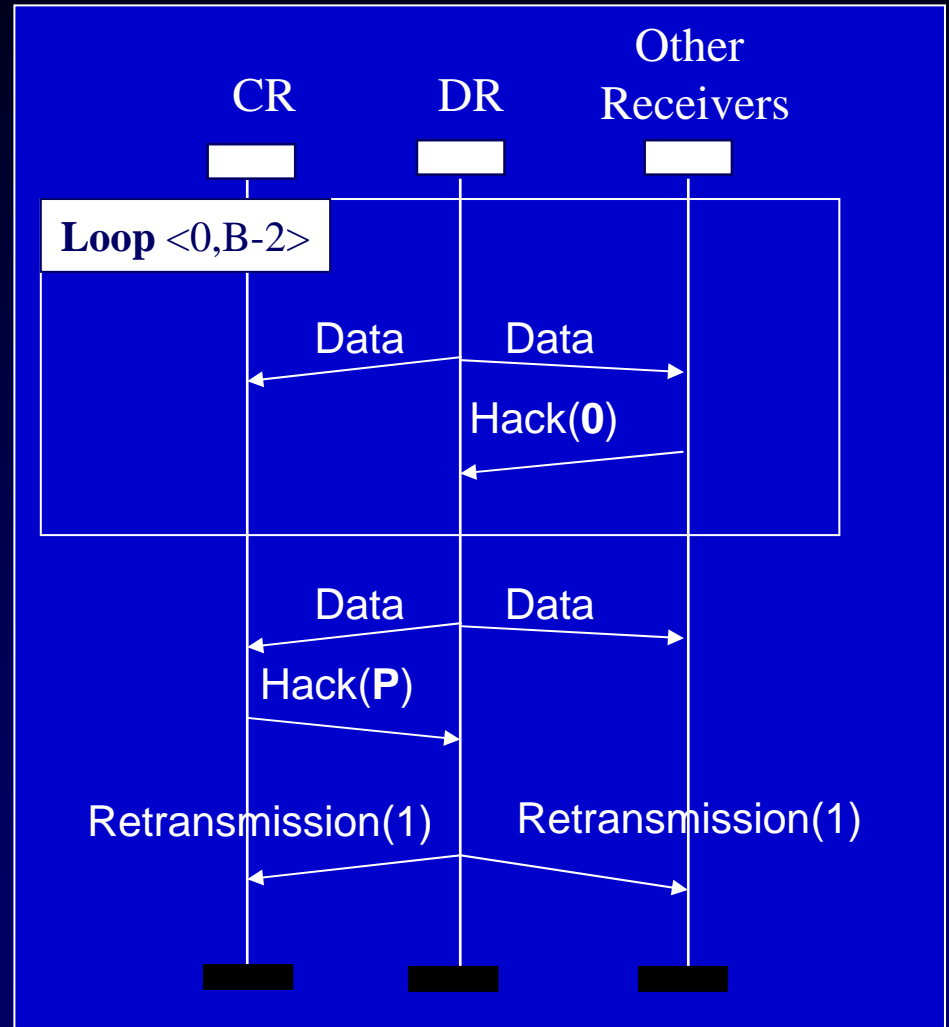 Other
CR DR Receivers
Loop <0,B-2>
Data Data
Hack(0)
Data Data
Hack(P)
Retransmission(1) Retransmission(1)